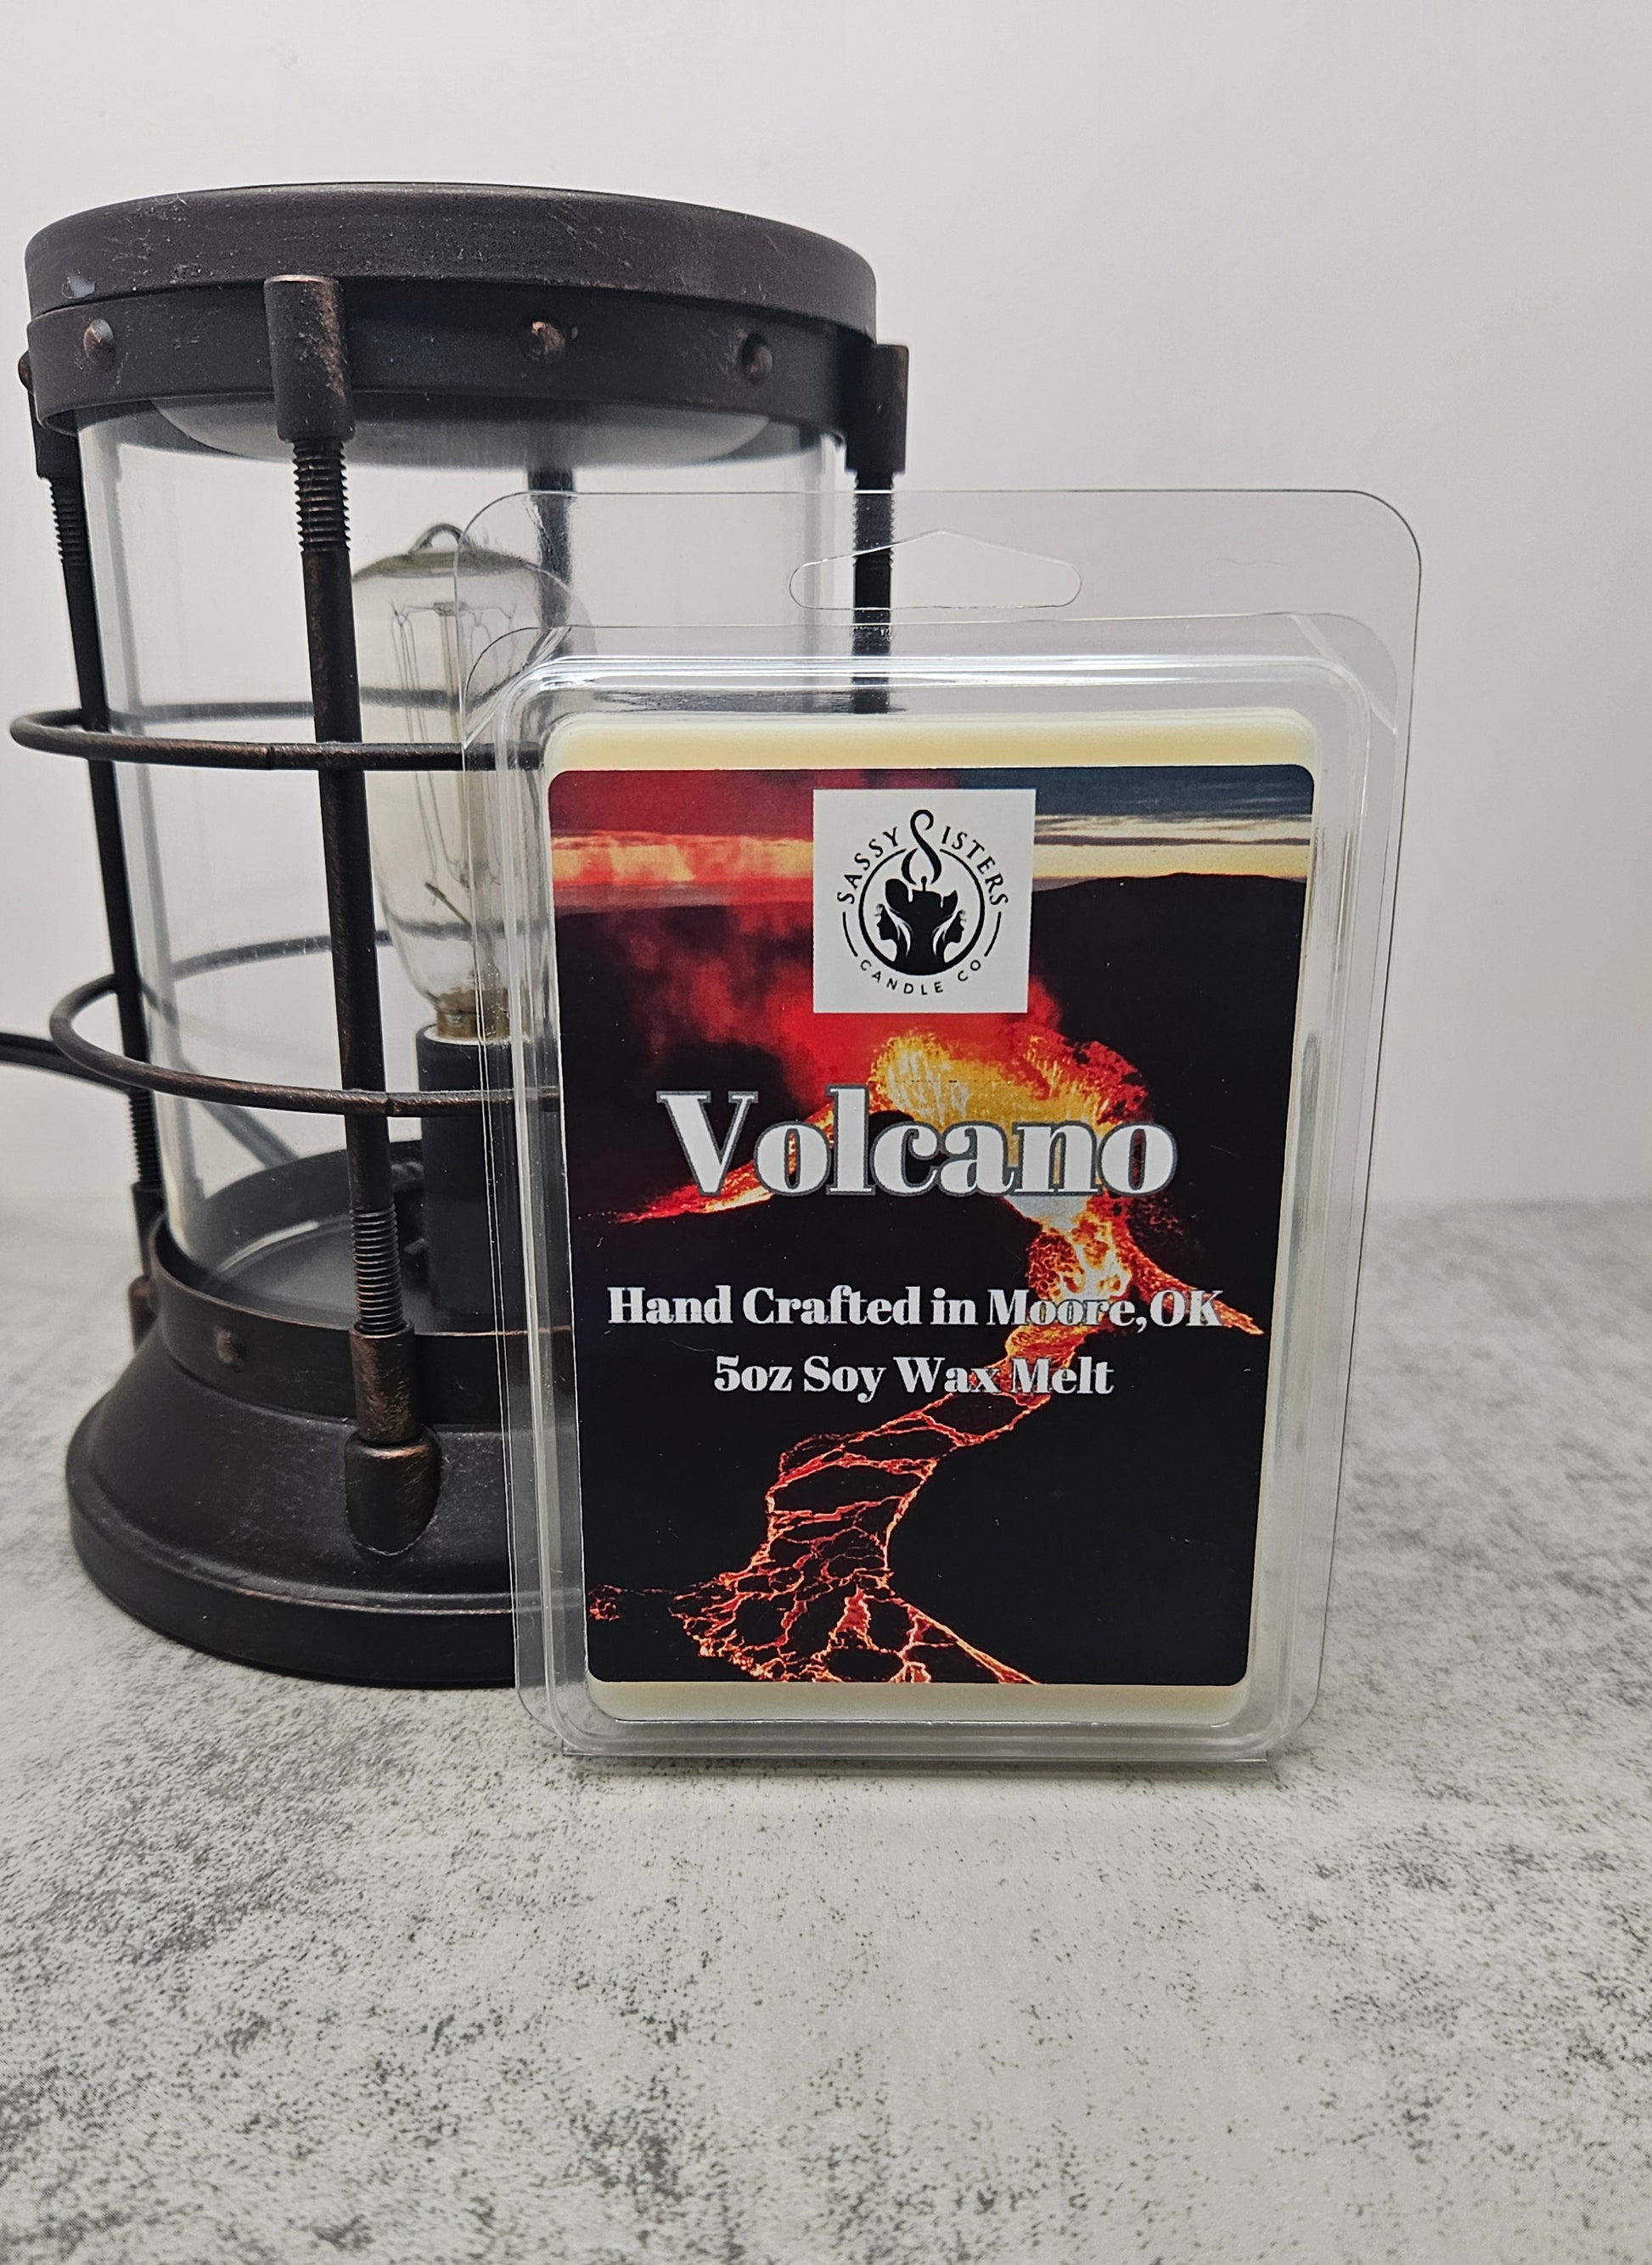 SASSY SISTERS
CANDLE CO
Volcano
Hand Crafted in Moore,OK
5oz Soy Wax Melt